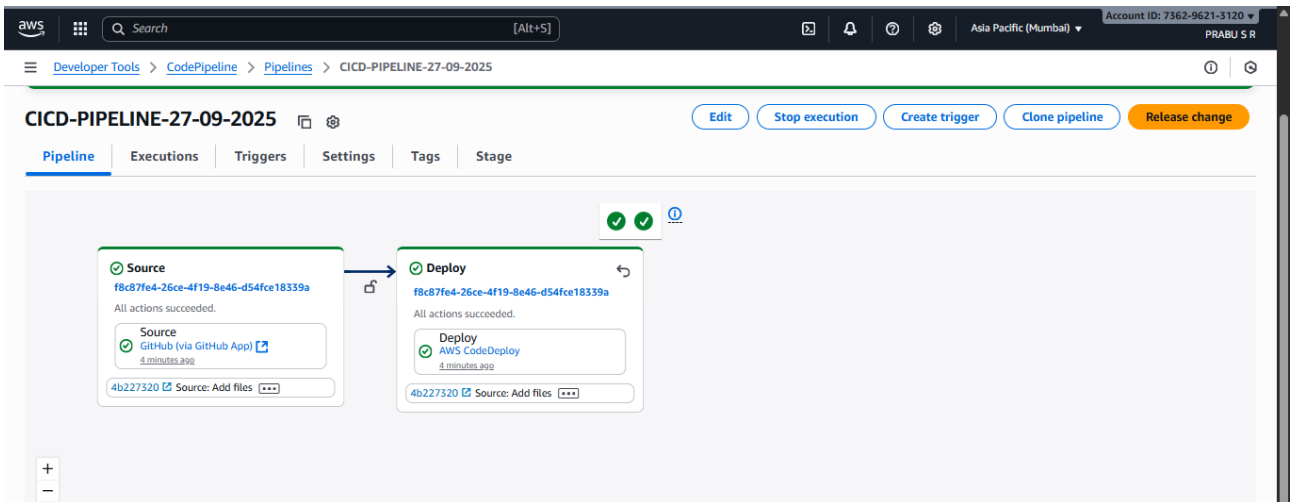 aws
Search [Alt+S]
Asia Pacific (Mumbai)
Account ID: 7362-9621-3120
PRABU S R
Developer Tools > CodePipeline > Pipelines > CICD-PIPELINE-27-09-2025
CICD-PIPELINE-27-09-2025
Edit Stop execution Create trigger Clone pipeline Release change
Pipeline Executions Triggers Settings Tags Stage
Source
f8c87fe4-26ce-4f19-8e46-d54fce18339a
All actions succeeded.
Source
GitHub (via GitHub App)
4 minutes ago
4b227320 Source: Add files
Deploy
f8c87fe4-26ce-4f19-8e46-d54fce18339a
All actions succeeded.
Deploy
AWS CodeDeploy
4 minutes ago
4b227320 Source: Add files